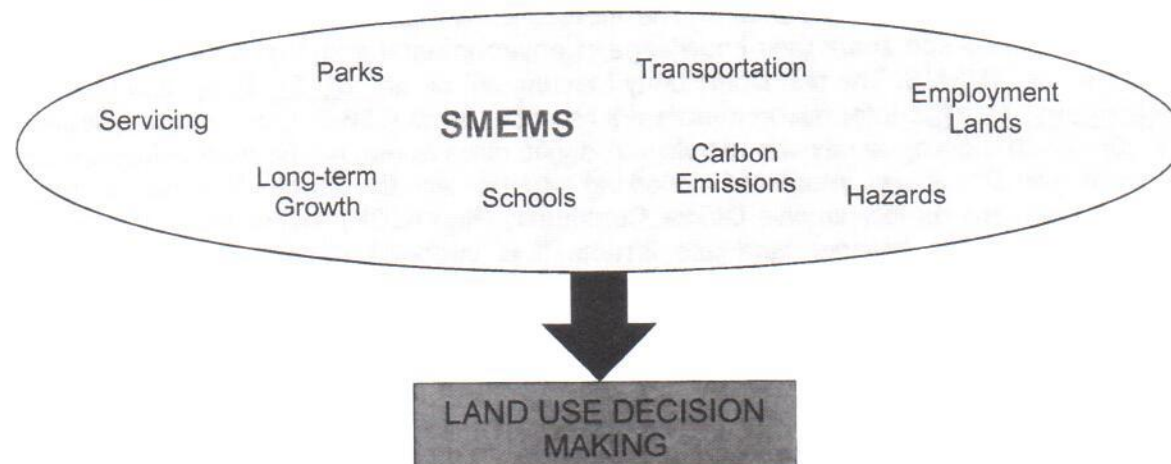 Parks
Transportation
Employment
Lands
Servicing
SMEMS
Carbon
Emissions
Long-term
Growth
Schools
Hazards
LAND USE DECISION
MAKING